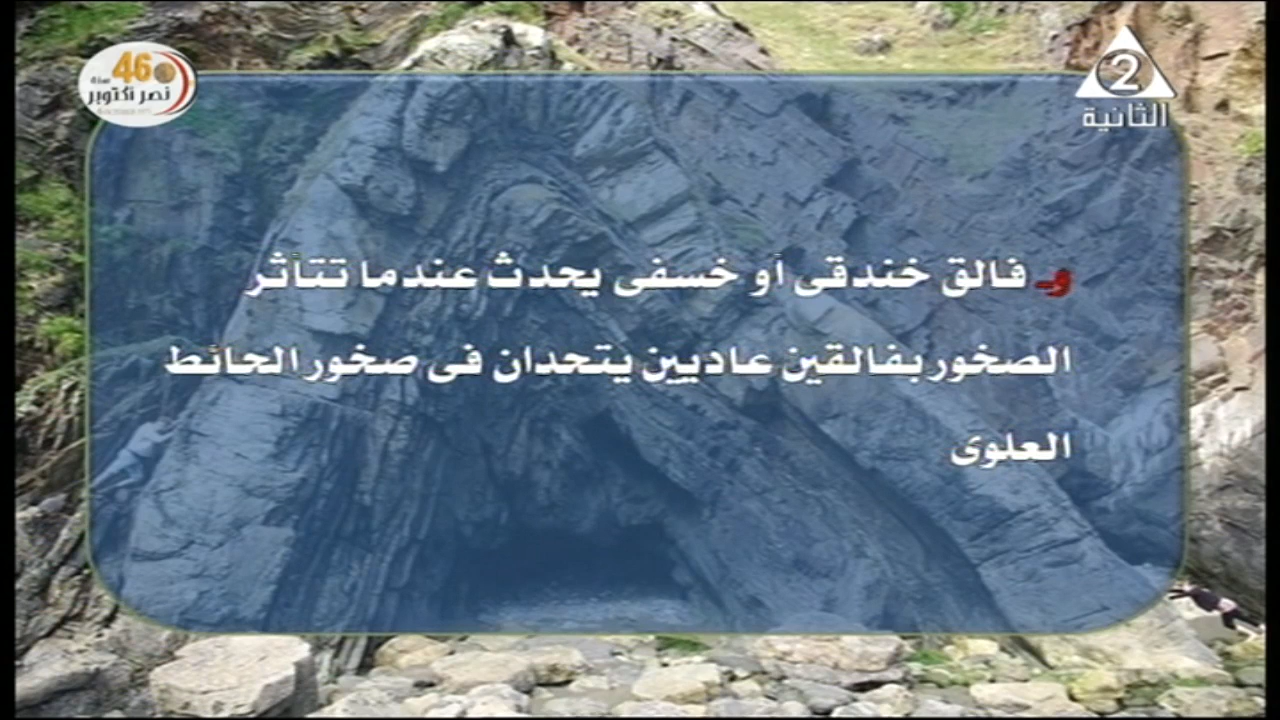 46
سنة
نصر أكتوبر
2
الثانية
و- فالق خندقى أو خسفى يحدث عندما تتأثر
الصخور بفالقين عاديين يتحدان فى صخور الحائط
العلوى